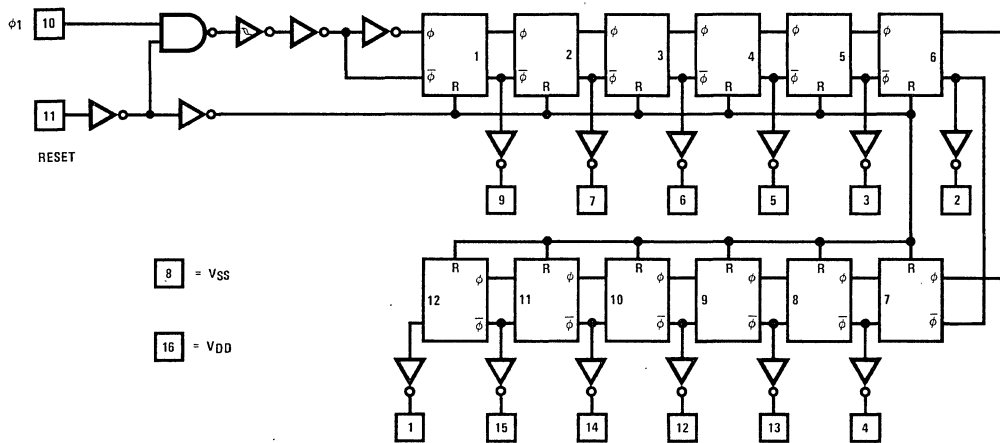 ϕ1 10
ϕ ϕ ϕ ϕ ϕ ϕ
1 2 3 4 5 6
ϕ̅ ϕ̅ ϕ̅ ϕ̅ ϕ̅ ϕ̅
R R R R R R
11
RESET
9 7 6 5 3 2
R R R R R R
ϕ ϕ ϕ ϕ ϕ ϕ
12 11 10 9 8 7
ϕ̅ ϕ̅ ϕ̅ ϕ̅ ϕ̅ ϕ̅
8 = VSS
16 = VDD
1 15 14 12 13 4